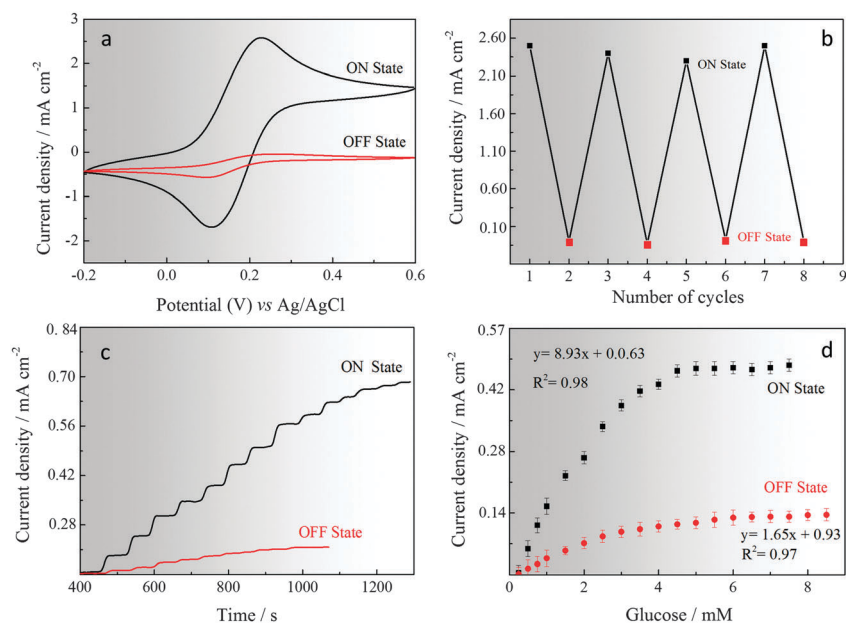 a
3
2
1
0
-1
-2
Current density / mA cm-2
ON State
OFF State
-0.2
0.0
0.2
0.4
0.6
Potential (V) vs Ag/AgCl
b
2.60
2.10
1.60
1.10
0.60
0.10
Current density / mA cm-2
ON State
OFF State
1 2 3 4 5 6 7 8 9
Number of cycles
c
0. 84
0.70
0.56
0.42
0.28
Current density / mA cm-2
ON State
OFF State
400 600 800 1000 1200
Time / s
d
0.57
0.42
0.28
0.14
0
Current density / mA cm-2
y= 8.93x + 0.0.63
R2= 0.98
ON State
OFF State
y= 1.65x + 0.93
R2= 0.97
0 2 4 6 8
Glucose / mM